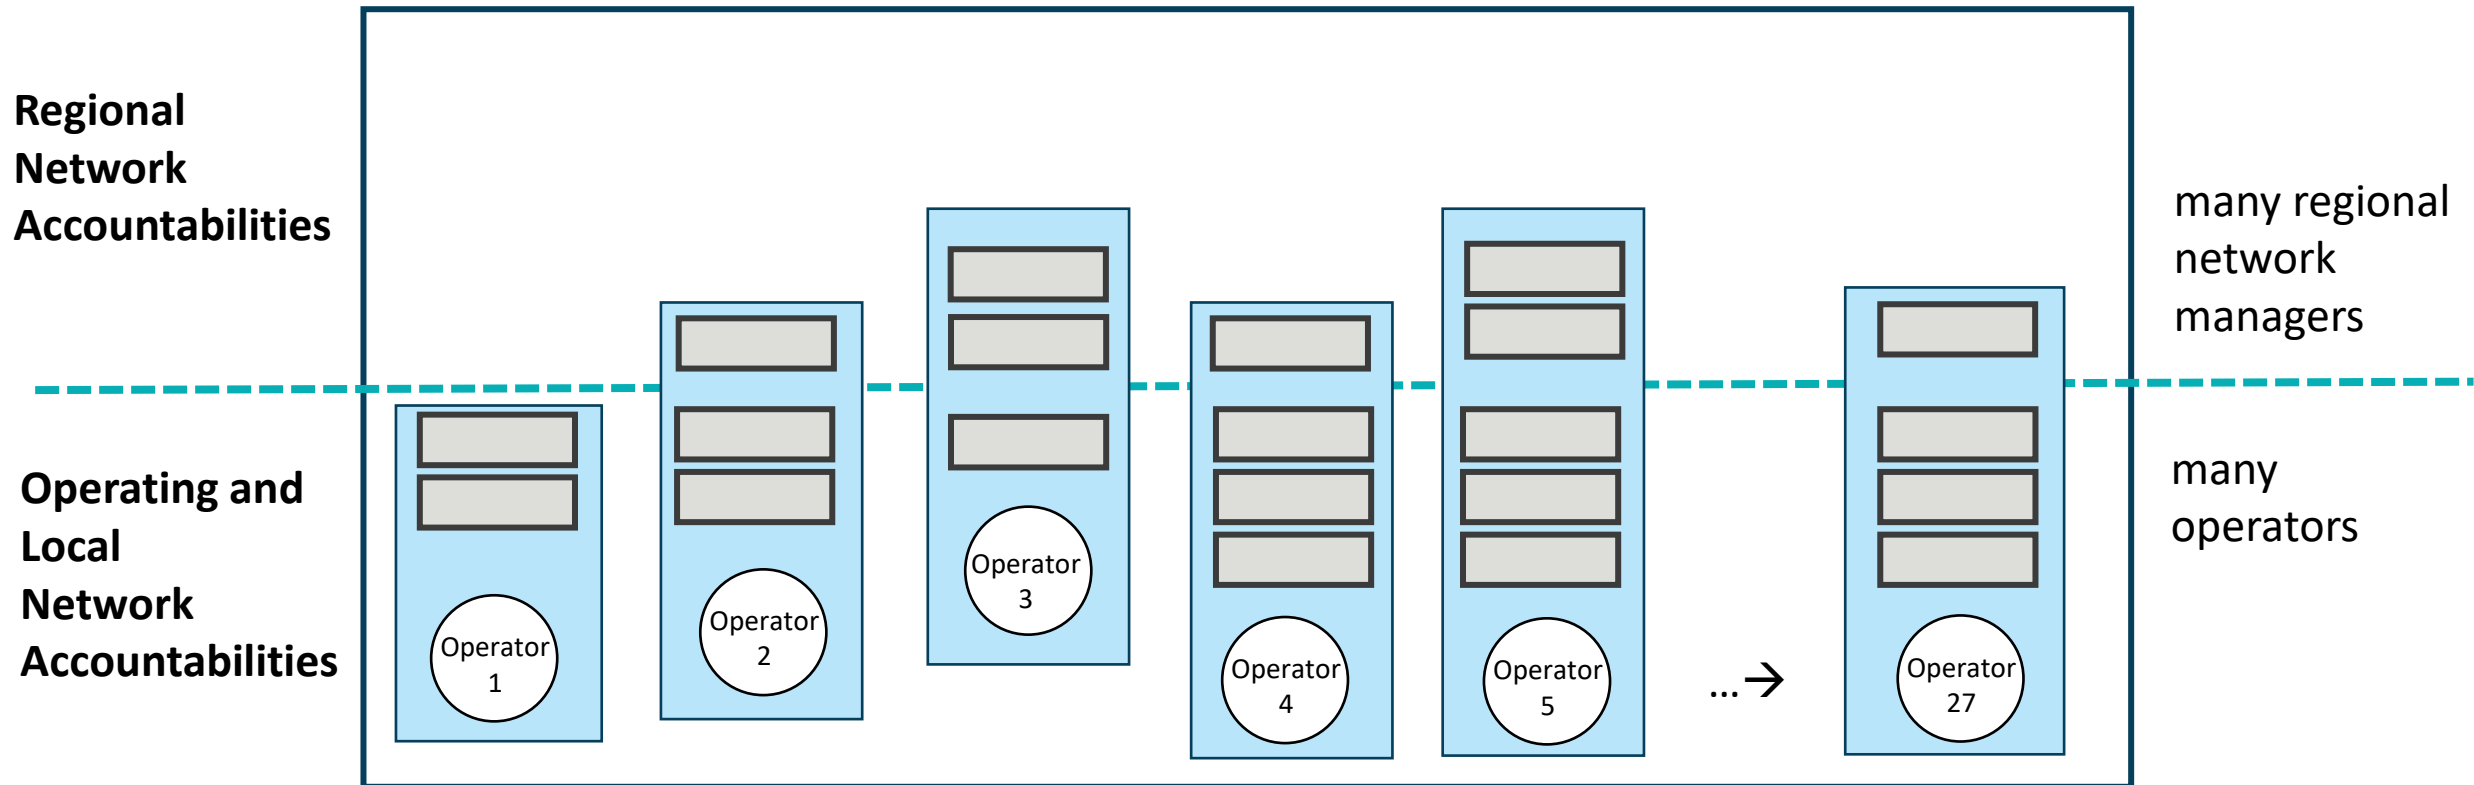 Regional
Network
Accountabilities
many regional
network
managers
Operating and
Local
Network
Accountabilities
many
operators
Operator
1
Operator
2
Operator
3
Operator
4
Operator
5
...→
Operator
27